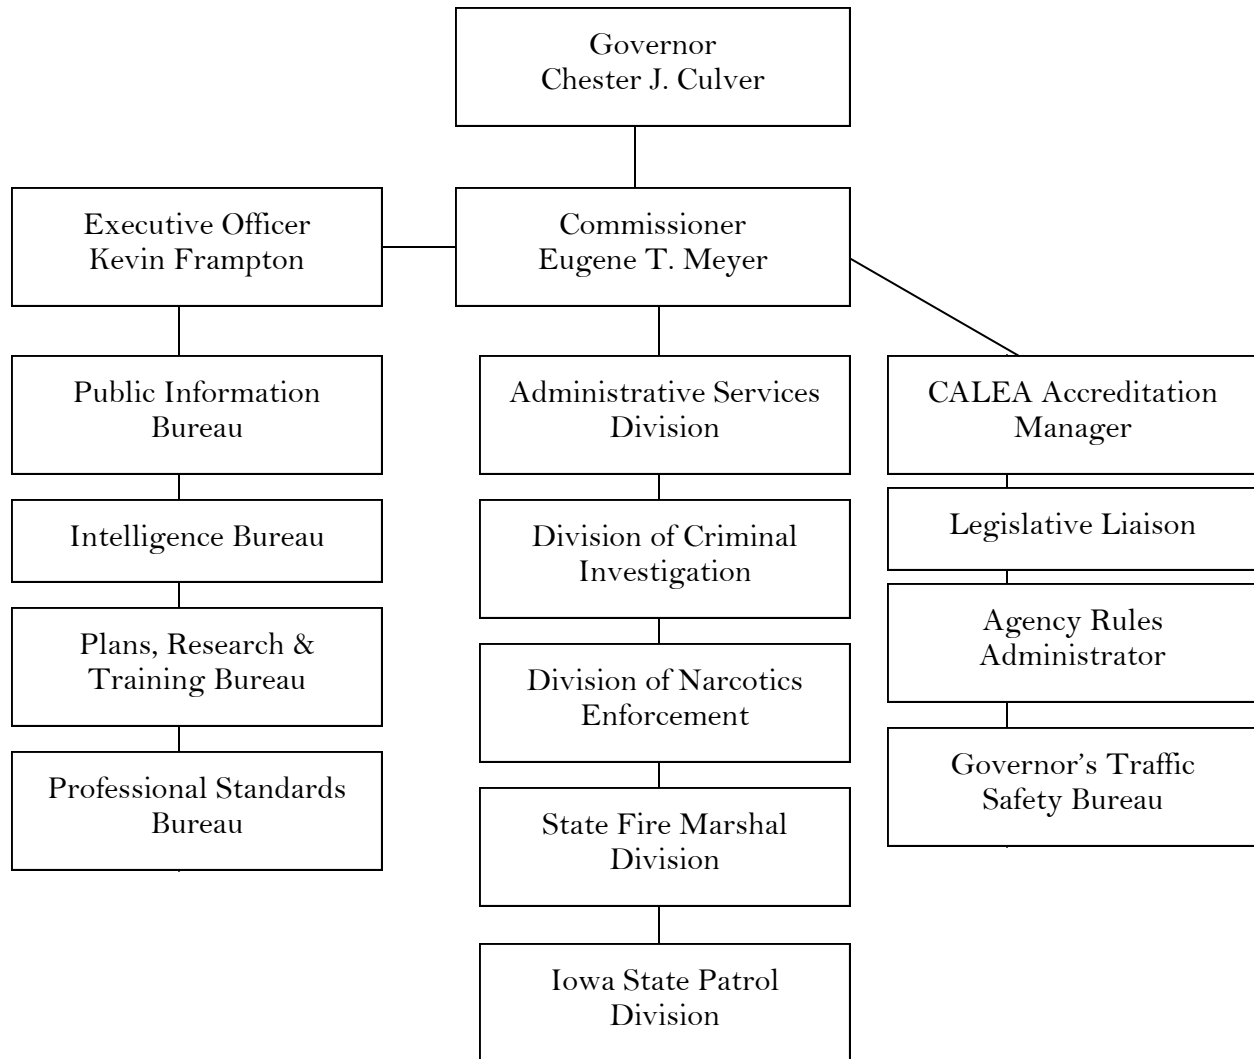 Governor
Chester J. Culver
Executive Officer
Kevin Frampton
Commissioner
Eugene T. Meyer
Public Information
Bureau
Administrative Services
Division
CALEA Accreditation
Manager
Intelligence Bureau
Division of Criminal
Investigation
Legislative Liaison
Plans, Research &
Training Bureau
Division of Narcotics
Enforcement
Agency Rules
Administrator
Professional Standards
Bureau
State Fire Marshal
Division
Governor’s Traffic
Safety Bureau
Iowa State Patrol
Division